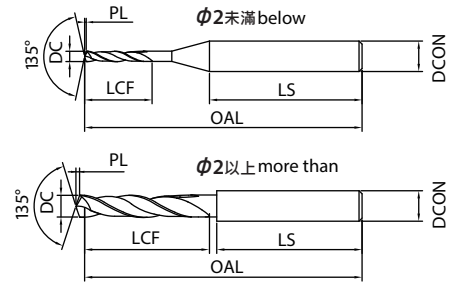 PL
ϕ2未滿below
135°
DC
DCON
LCF
LS
OAL
PL
ϕ2以上more than
135°
DC
DCON
LCF
LS
OAL